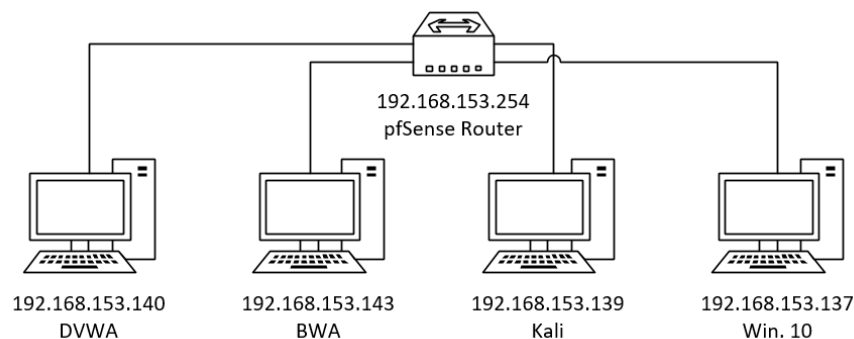 192.168.153.254
pfSense Router
192.168.153.140
DVWA
192.168.153.143
BWA
192.168.153.139
Kali
192.168.153.137
Win. 10